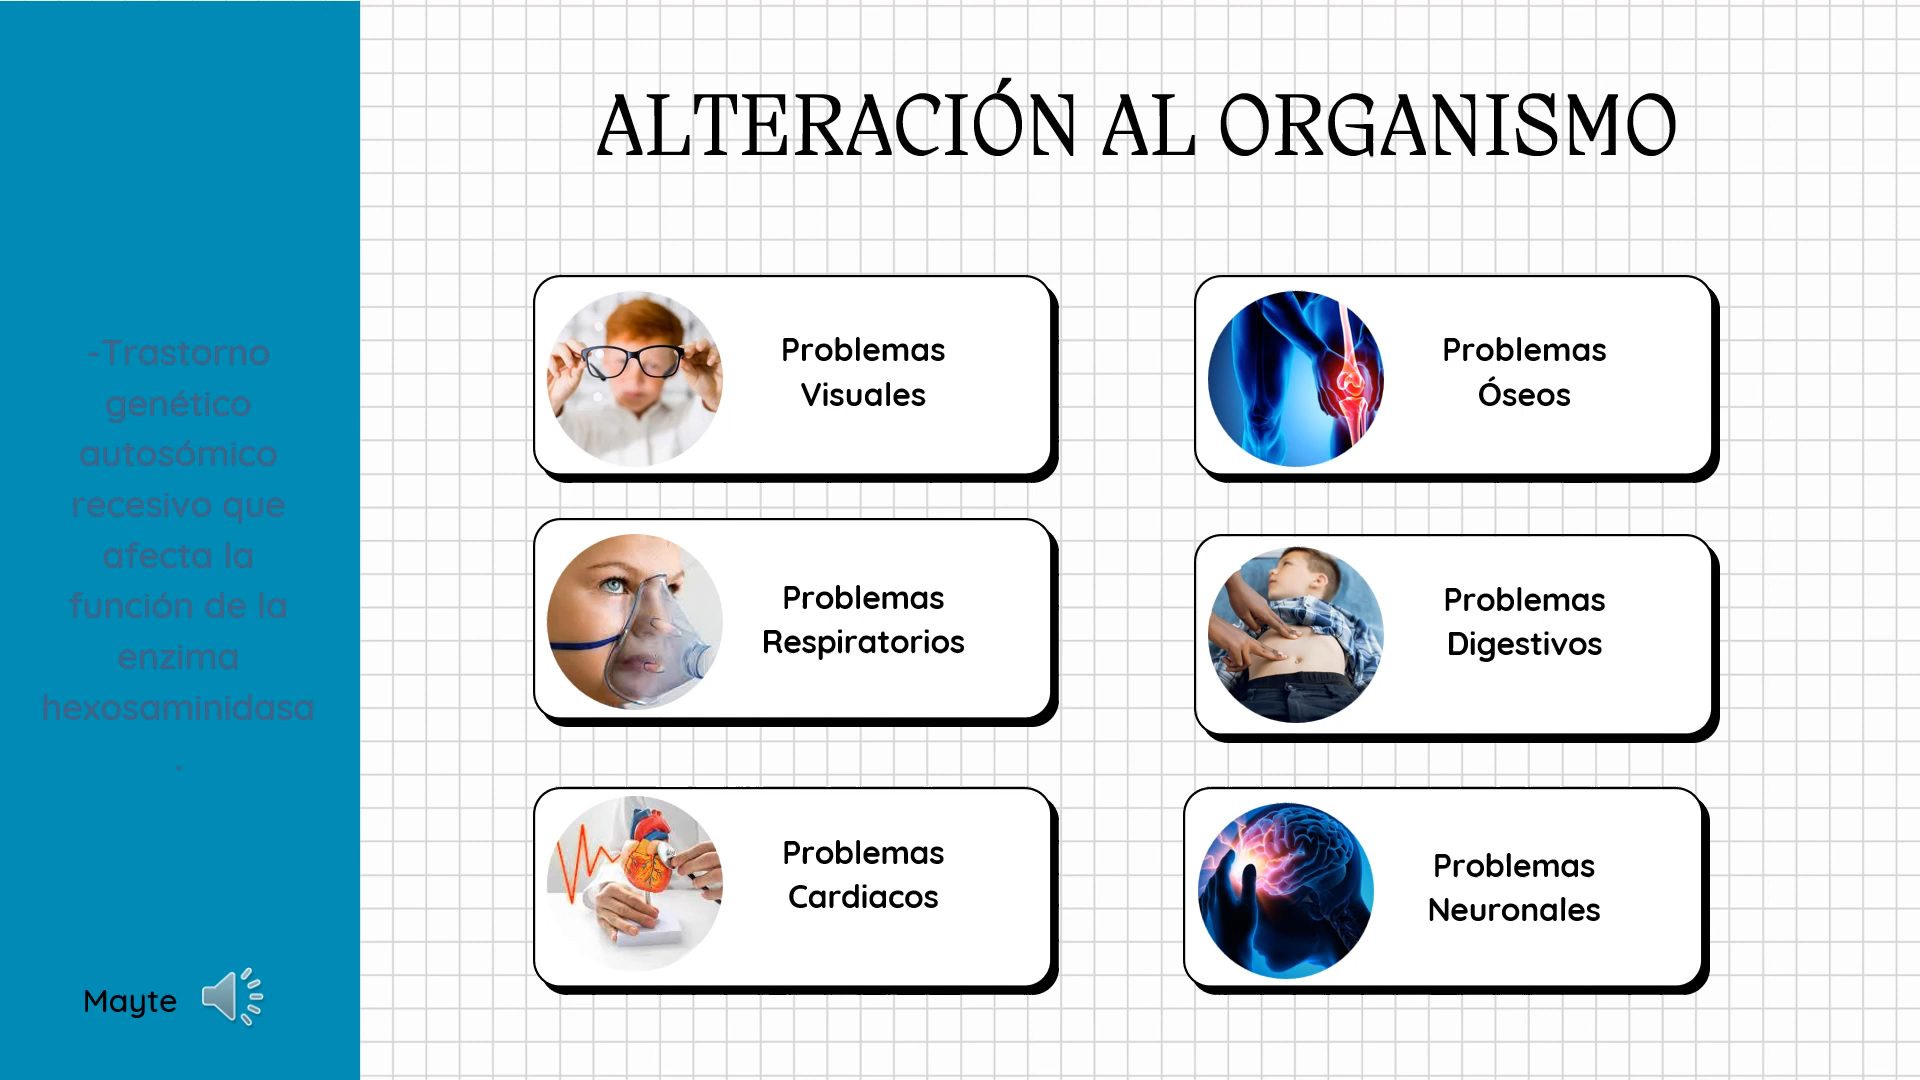 ALTERACIÓN AL ORGANISMO
-Trastorno
genético
autosómico
recesivo que
afecta la
función de la
enzima
hexosaminidasa
.
Mayte
Problemas
Visuales
Problemas
Óseos
Problemas
Respiratorios
Problemas
Digestivos
Problemas
Cardiacos
Problemas
Neuronales